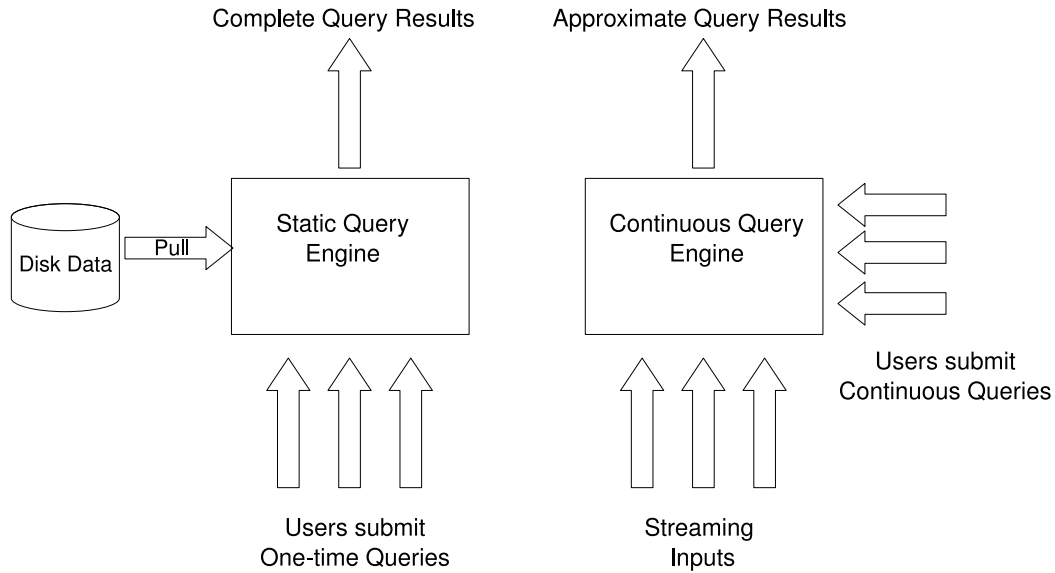 Complete Query Results
Approximate Query Results
Static Query
Engine
Continuous Query
Engine
Pull
Disk Data
Users submit
Continuous Queries
Users submit
One-time Queries
Streaming
Inputs